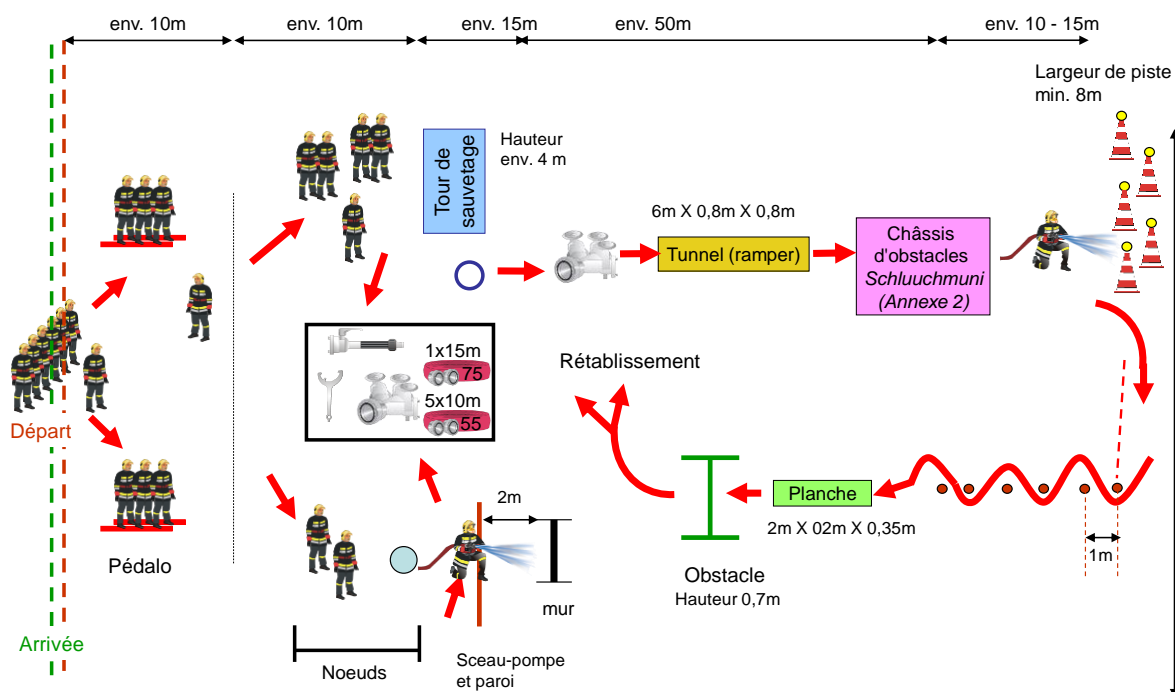 env. 10m
env. 10m
env. 15m
env. 50m
env. 10 - 15m
Largeur de piste
min. 8m
Tour de
sauvetage
Hauteur
env. 4 m
6m X 0,8m X 0,8m
Tunnel (ramper)
Châssis
d'obstacles
Schluuchmuni
(Annexe 2)
1x15m
75
5x10m
55
Rétablissement
Départ
Planche
2m X 02m X 0,35m
1m
2m
Pédalo
Obstacle
Hauteur 0,7m
mur
Arrivée
Noeuds
Sceau-pompe
et paroi